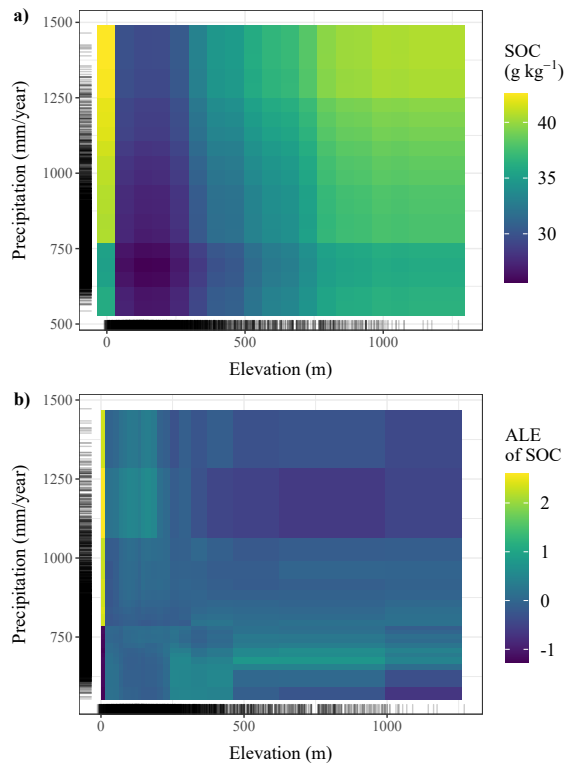 a)
1500
1250
1000
750
500
Precipitation (mm/year)
0
500
1000
Elevation (m)
SOC
(g kg⁻¹)
40
35
30
b)
1500
1250
1000
750
Precipitation (mm/year)
0
500
1000
Elevation (m)
ALE
of SOC
2
1
0
-1